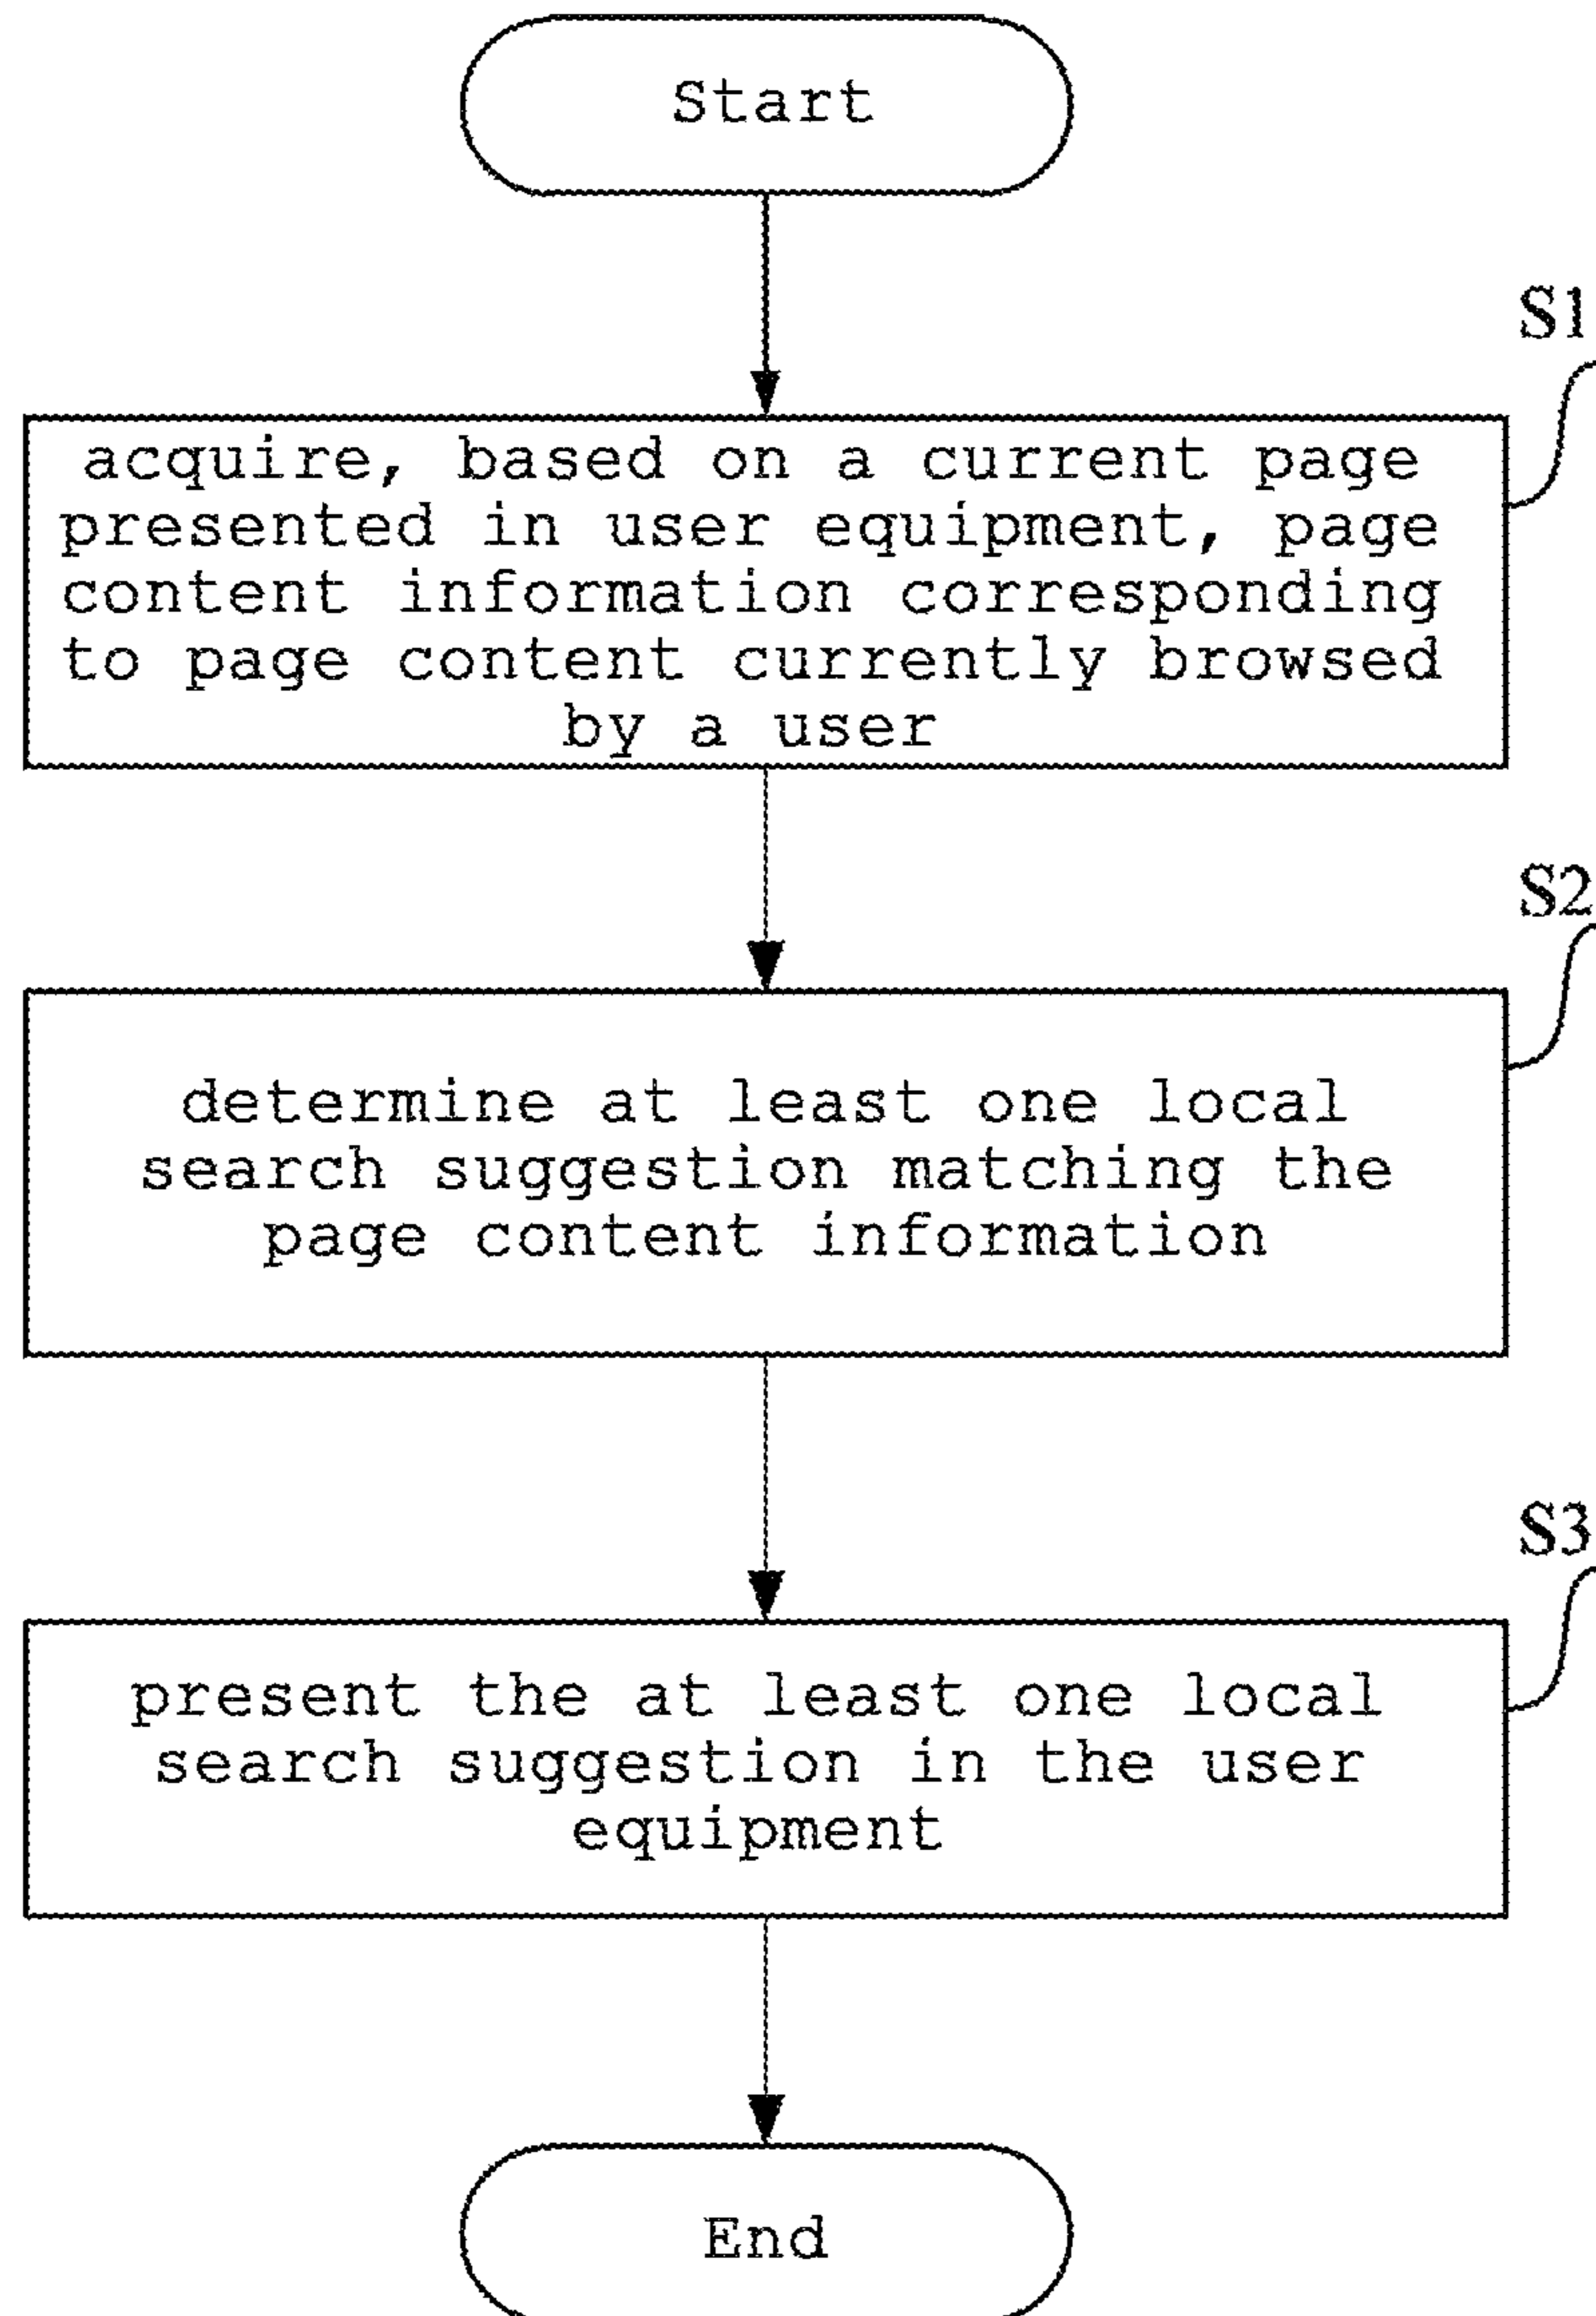 Start
S1
acquire, based on a current page
presented in user equipment, page
content information corresponding
to page content currently browsed
by a user
S2
determine at least one local
search suggestion matching the
page content information
S3
present the at least one local
search suggestion in the user
equipment
End